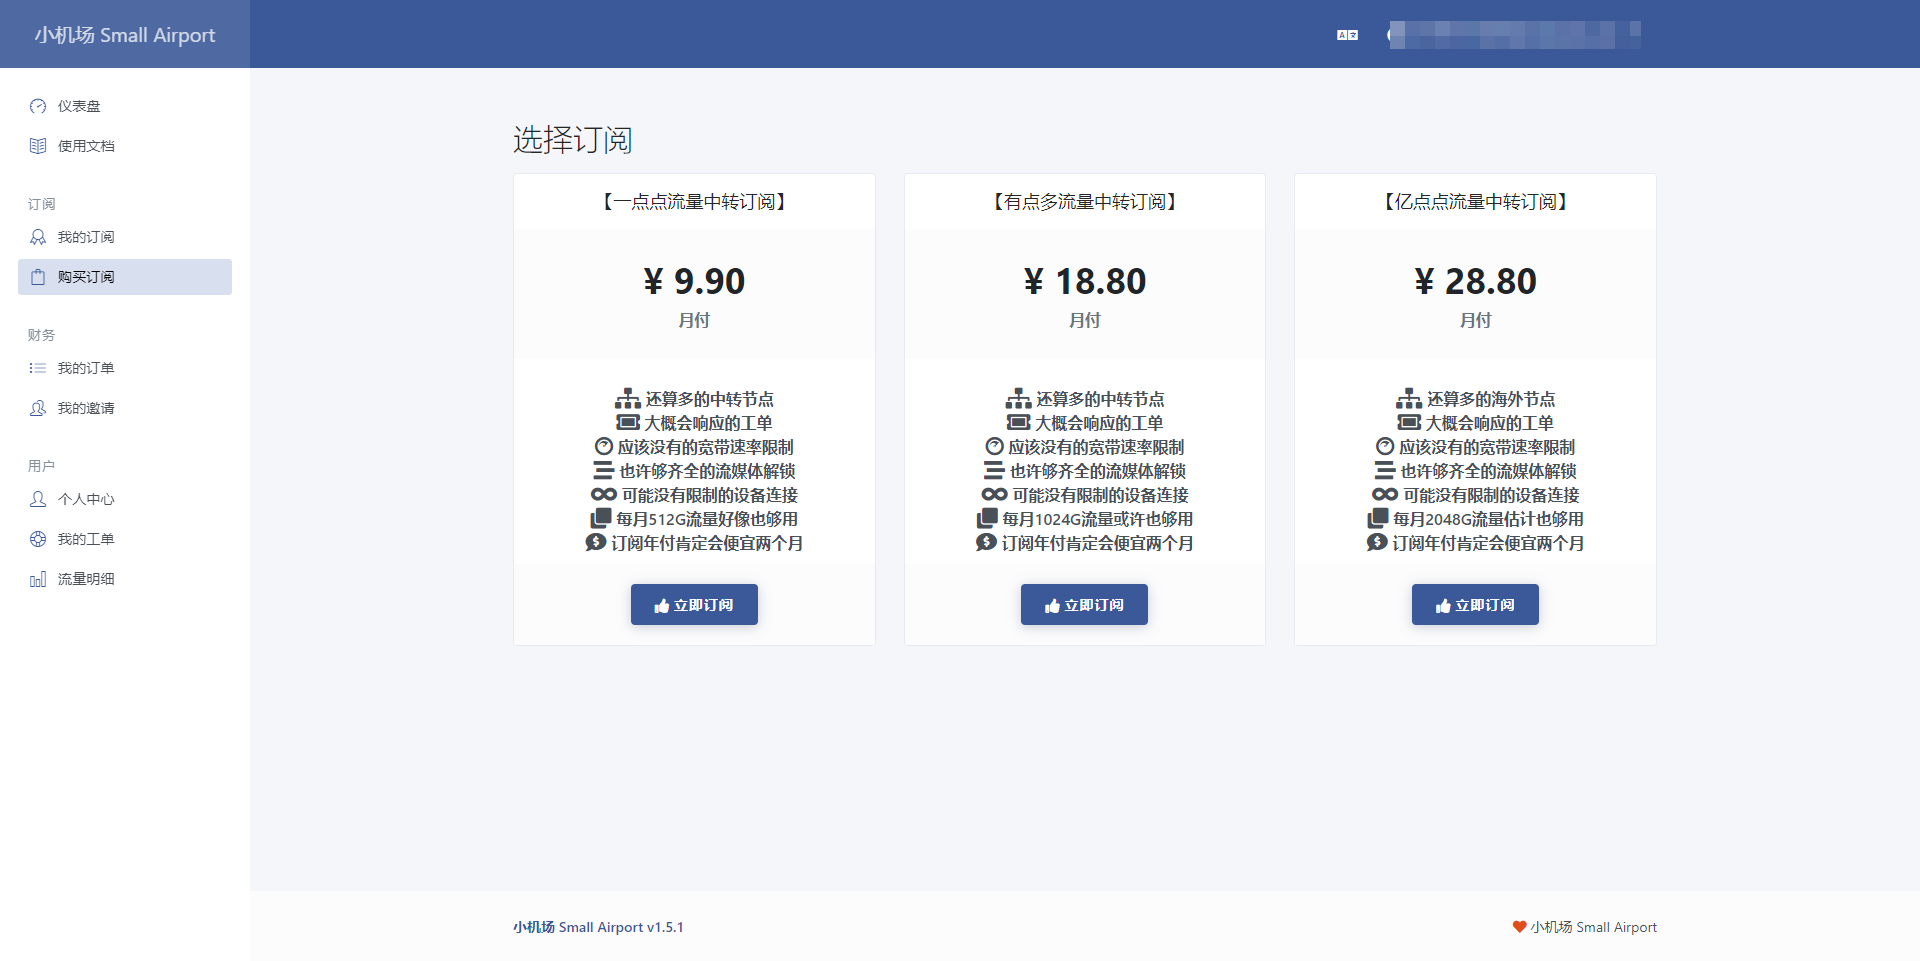 小机场 Small Airport
仪表盘
使用文档
订阅
我的订阅
购买订阅
财务
我的订单
我的邀请
用户
个人中心
我的工单
流量明细
选择订阅
【一点点流量中转订阅】
¥ 9.90
月付
还算多的中转节点
大概会响应的工单
应该没有的宽带速率限制
也许够齐全的流媒体解锁
可能没有限制的设备连接
每月512G流量好像也够用
订阅年付肯定会便宜两个月
立即订阅
【有点多流量中转订阅】
¥ 18.80
月付
还算多的中转节点
大概会响应的工单
应该没有的宽带速率限制
也许够齐全的流媒体解锁
可能没有限制的设备连接
每月1024G流量或许也够用
订阅年付肯定会便宜两个月
立即订阅
【亿点点流量中转订阅】
¥ 28.80
月付
还算多的海外节点
大概会响应的工单
应该没有的宽带速率限制
也许够齐全的流媒体解锁
可能没有限制的设备连接
每月2048G流量估计也够用
订阅年付肯定会便宜两个月
立即订阅
小机场 Small Airport v1.5.1
小机场 Small Airport